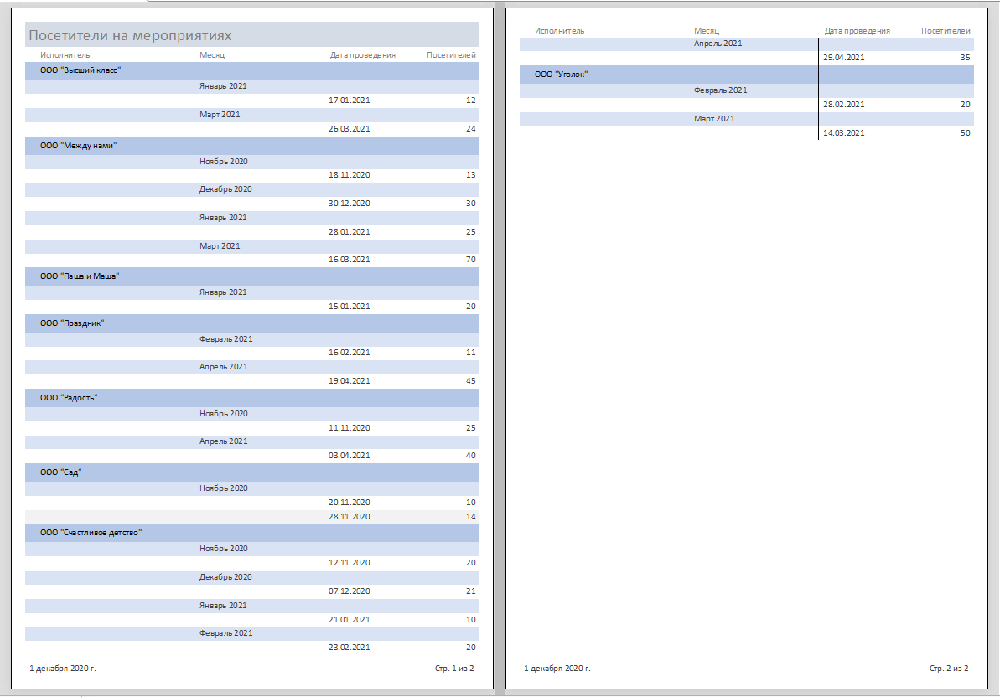 Посетители на мероприятиях
Исполнитель Месяц Дата проведения Посетителей
ООО "Высший класс"
Январь 2021
17.01.2021 12
Март 2021
26.03.2021 24
ООО "Между нами"
Ноябрь 2020
18.11.2020 13
Декабрь 2020
30.12.2020 30
Январь 2021
28.01.2021 25
Март 2021
16.03.2021 70
ООО "Паша и Маша"
Январь 2021
15.01.2021 20
ООО "Праздник"
Февраль 2021
16.02.2021 11
Апрель 2021
19.04.2021 45
ООО "Радость"
Ноябрь 2020
11.11.2020 25
Апрель 2021
03.04.2021 40
ООО "Сад"
Ноябрь 2020
20.11.2020 10
28.11.2020 14
ООО "Счастливое детство"
Ноябрь 2020
12.11.2020 20
Декабрь 2020
07.12.2020 21
Январь 2021
21.01.2021 10
Февраль 2021
23.02.2021 20
1 декабря 2020 г. Стр. 1 из 2
Исполнитель Месяц Дата проведения Посетителей
Апрель 2021
29.04.2021 35
ООО "Уголок"
Февраль 2021
28.02.2021 20
Март 2021
14.03.2021 50
1 декабря 2020 г. Стр. 2 из 2